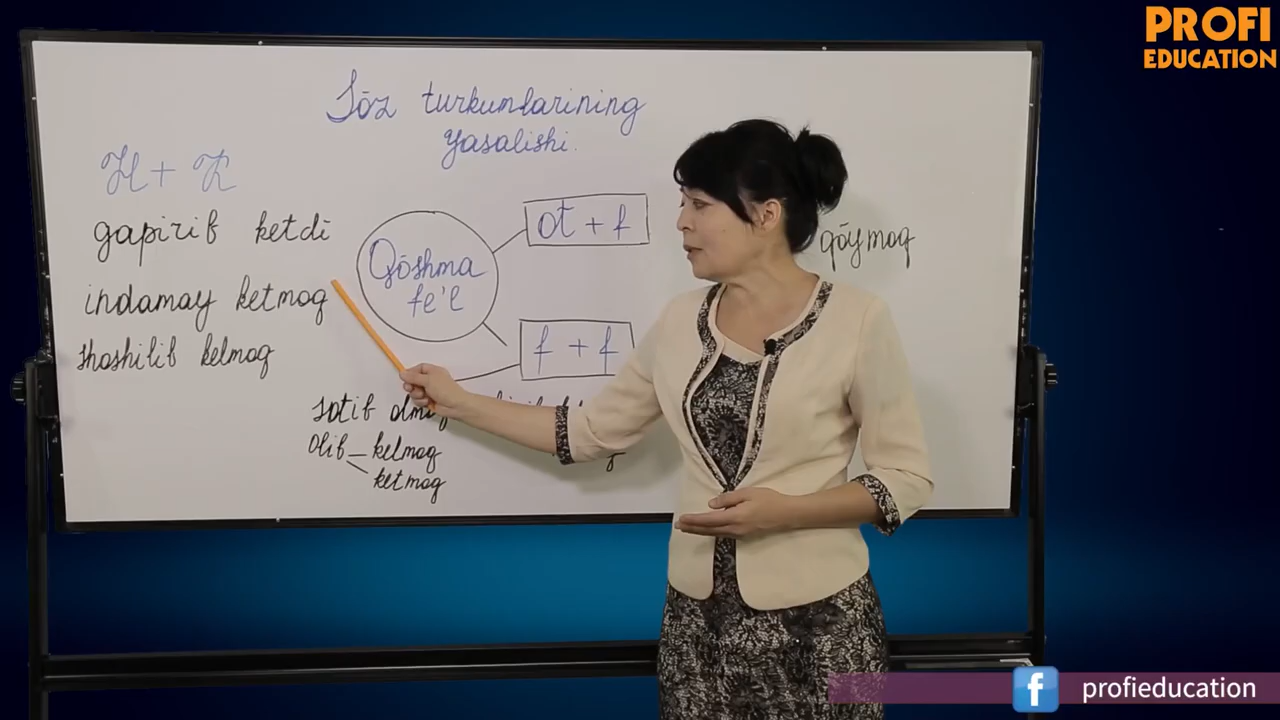 PROFI
EDUCATION
Sōz turkumlarining
yasalishi.
H + K
gapirib ketdi
indamay ketmoq
shoshilib kelmoq
Qōshma
fe'l
ot + f
f + f
qōymoq
sotib
olib — kelmoq
ketmoq
f profieducation